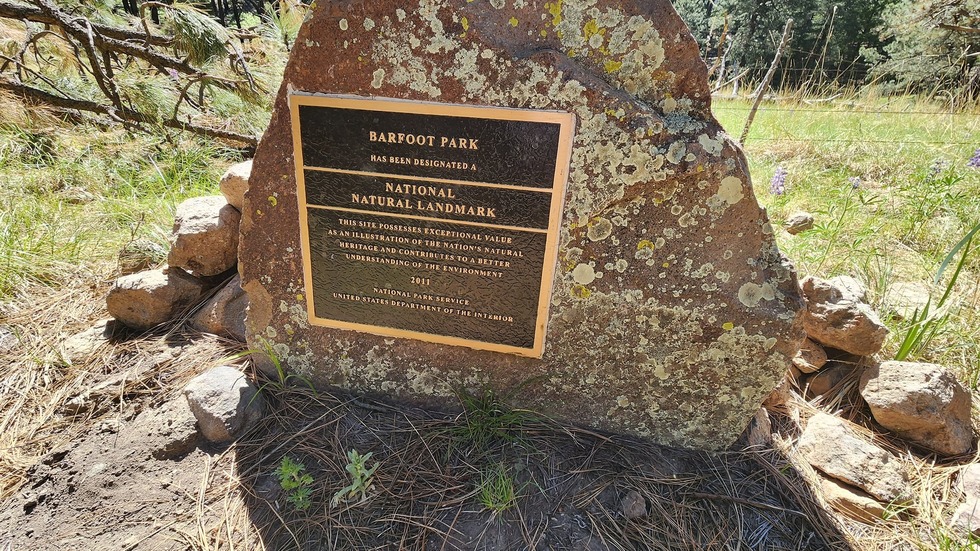 BARFOOT PARK
HAS BEEN DESIGNATED A
NATIONAL
NATURAL LANDMARK
THIS SITE POSSESSES EXCEPTIONAL VALUE
AS AN ILLUSTRATION OF THE NATION'S NATURAL
HERITAGE AND CONTRIBUTES TO A BETTER
UNDERSTANDING OF THE ENVIRONMENT
2011
NATIONAL PARK SERVICE
UNITED STATES DEPARTMENT OF THE INTERIOR